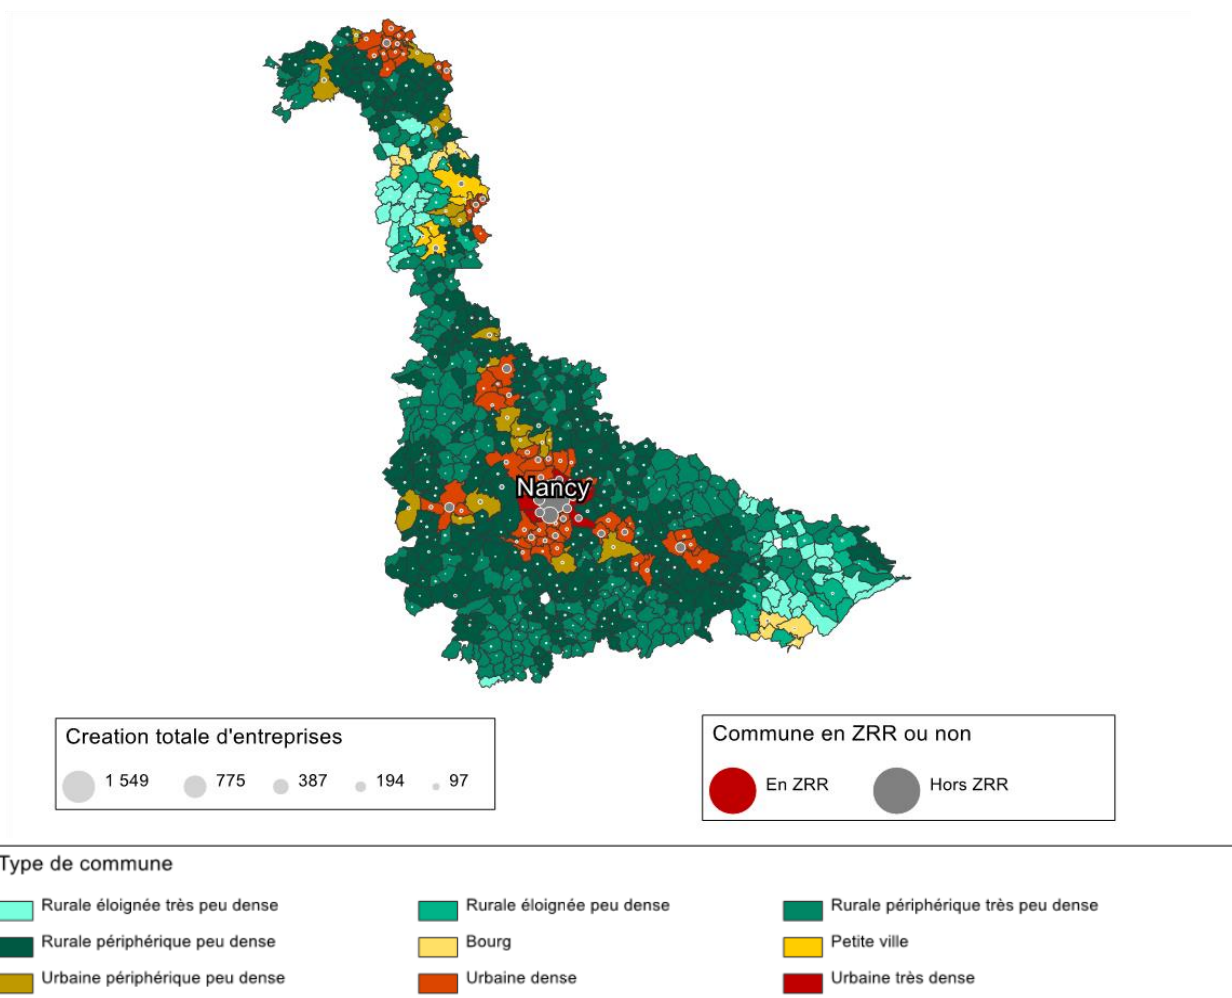 Nancy
Creation totale d'entreprises
1 549 775 387 194 97
Commune en ZRR ou non
En ZRR Hors ZRR
Type de commune
Rurale éloignée très peu dense Rurale éloignée peu dense Rurale périphérique très peu dense
Rurale périphérique peu dense Bourg Petite ville
Urbaine périphérique peu dense Urbaine dense Urbaine très dense